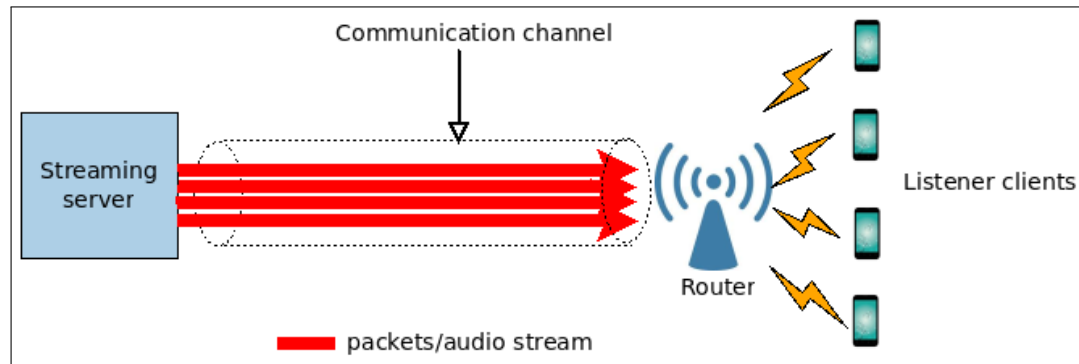 Communication channel
Streaming
server
Listener clients
Router
packets/audio stream